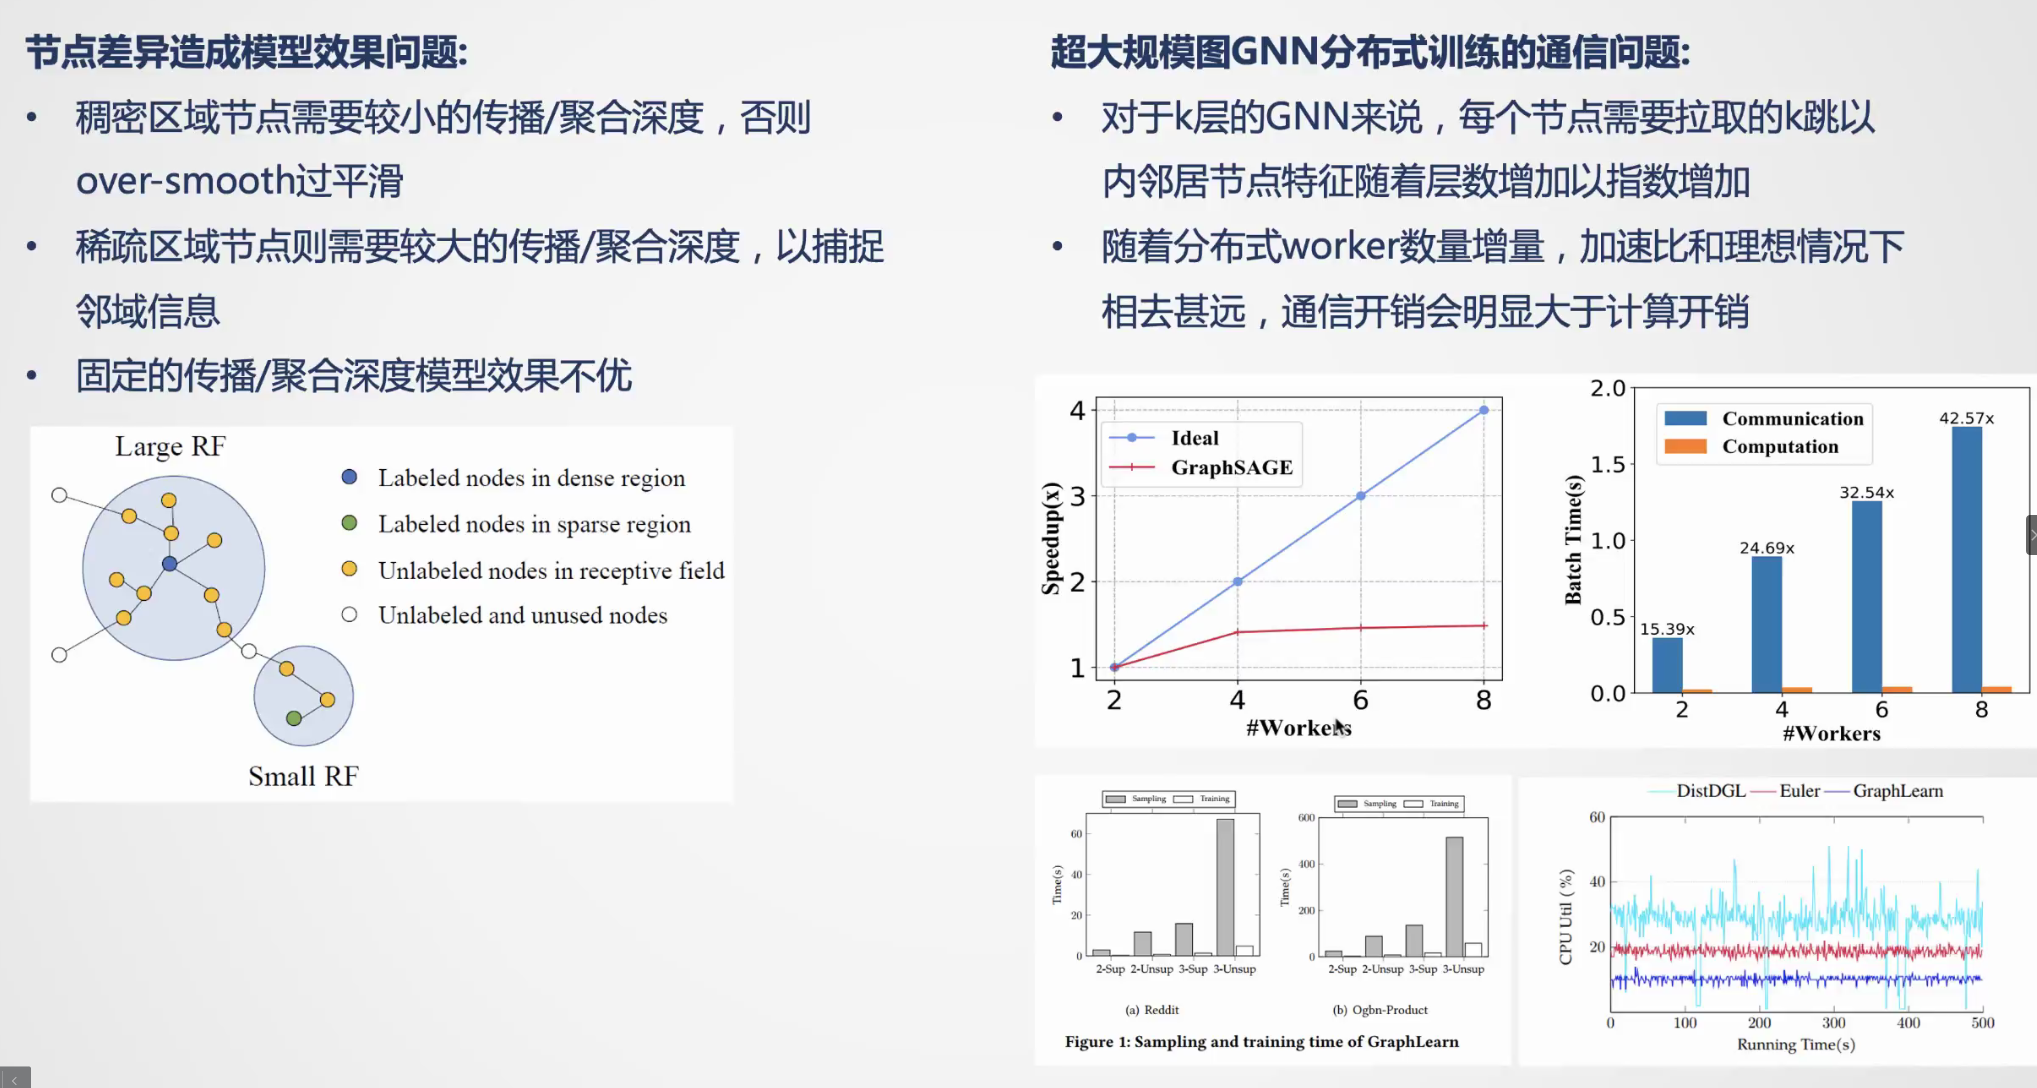 节点差异造成模型效果问题:
• 稠密区域节点需要较小的传播/聚合深度，否则
over-smooth过平滑
• 稀疏区域节点则需要较大的传播/聚合深度，以捕捉
邻域信息
• 固定的传播/聚合深度模型效果不优
Large RF
Labeled nodes in dense region
Labeled nodes in sparse region
Unlabeled nodes in receptive field
Unlabeled and unused nodes
Small RF
超大规模图GNN分布式训练的通信问题:
• 对于k层的GNN来说，每个节点需要拉取的k跳以
内邻居节点特征随着层数增加以指数增加
• 随着分布式worker数量增量，加速比和理想情况下
相去甚远，通信开销会明显大于计算开销
Ideal
GraphSAGE
Speedup(x)
4
3
2
1
2 4 6 8
#Workers
Communication
Computation
Batch Time(s)
2.0
1.5
1.0
0.5
0.0
15.39x
24.69x
32.54x
42.57x
2 4 6 8
#Workers
Sampling Training
Time(s)
60
40
20
0
2-Sup 2-Unsup 3-Sup 3-Unsup
(a) Reddit
Sampling Training
Time(s)
600
400
200
0
2-Sup 2-Unsup 3-Sup 3-Unsup
(b) Ogbn-Product
Figure 1: Sampling and training time of GraphLearn
DistDGL Euler GraphLearn
CPU Util (%)
60
40
20
0 100 200 300 400 500
Running Time(s)